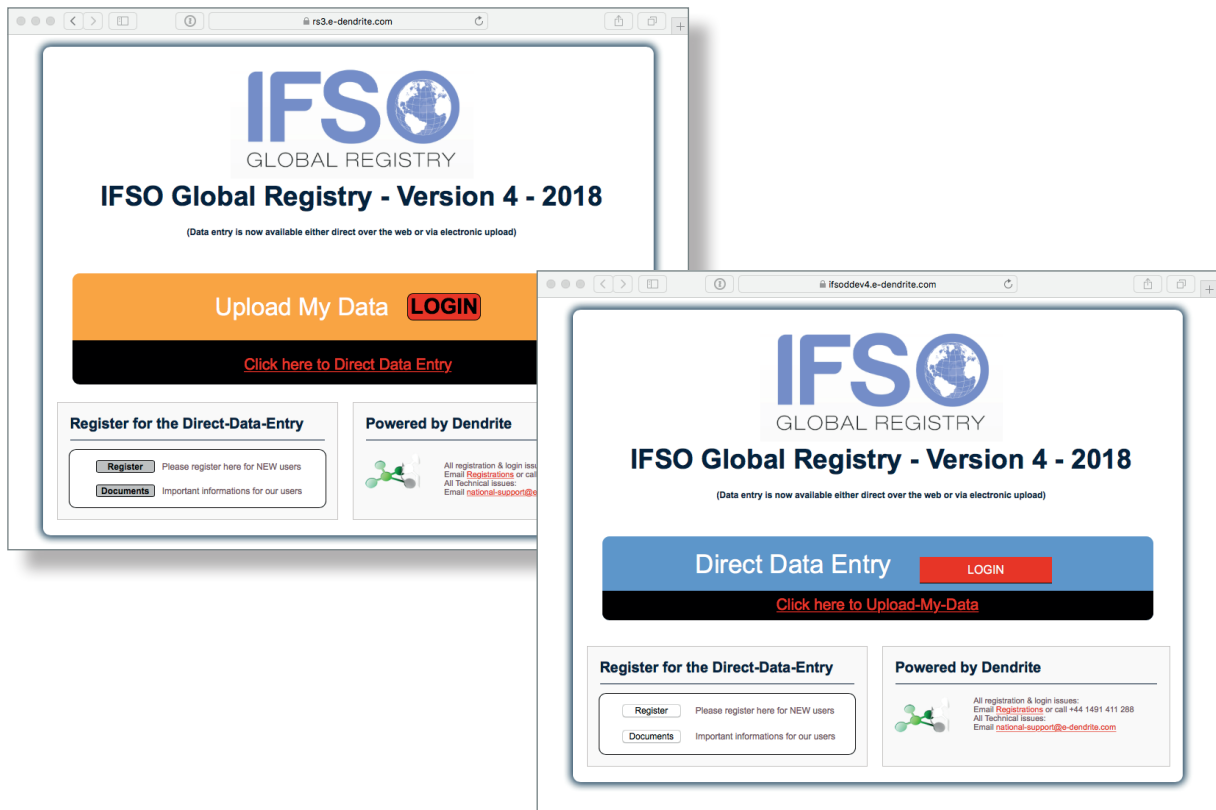 rs3.e-dendrite.com
IFSO
GLOBAL REGISTRY
IFSO Global Registry - Version 4 - 2018
(Data entry is now available either direct over the web or via electronic upload)
Upload My Data LOGIN
Click here to Direct Data Entry
Register for the Direct-Data-Entry
Register Please register here for NEW users
Documents Important informations for our users
Powered by Dendrite
All registration & login issu
Email Registrations or cal
All Technical issues:
Email national-support@e
ifsoddev4.e-dendrite.com
IFSO
GLOBAL REGISTRY
IFSO Global Registry - Version 4 - 2018
(Data entry is now available either direct over the web or via electronic upload)
Direct Data Entry LOGIN
Click here to Upload-My-Data
Register for the Direct-Data-Entry
Register Please register here for NEW users
Documents Important informations for our users
Powered by Dendrite
All registration & login issues:
Email Registrations or call +44 1491 411 288
All Technical issues:
Email national-support@e-dendrite.com